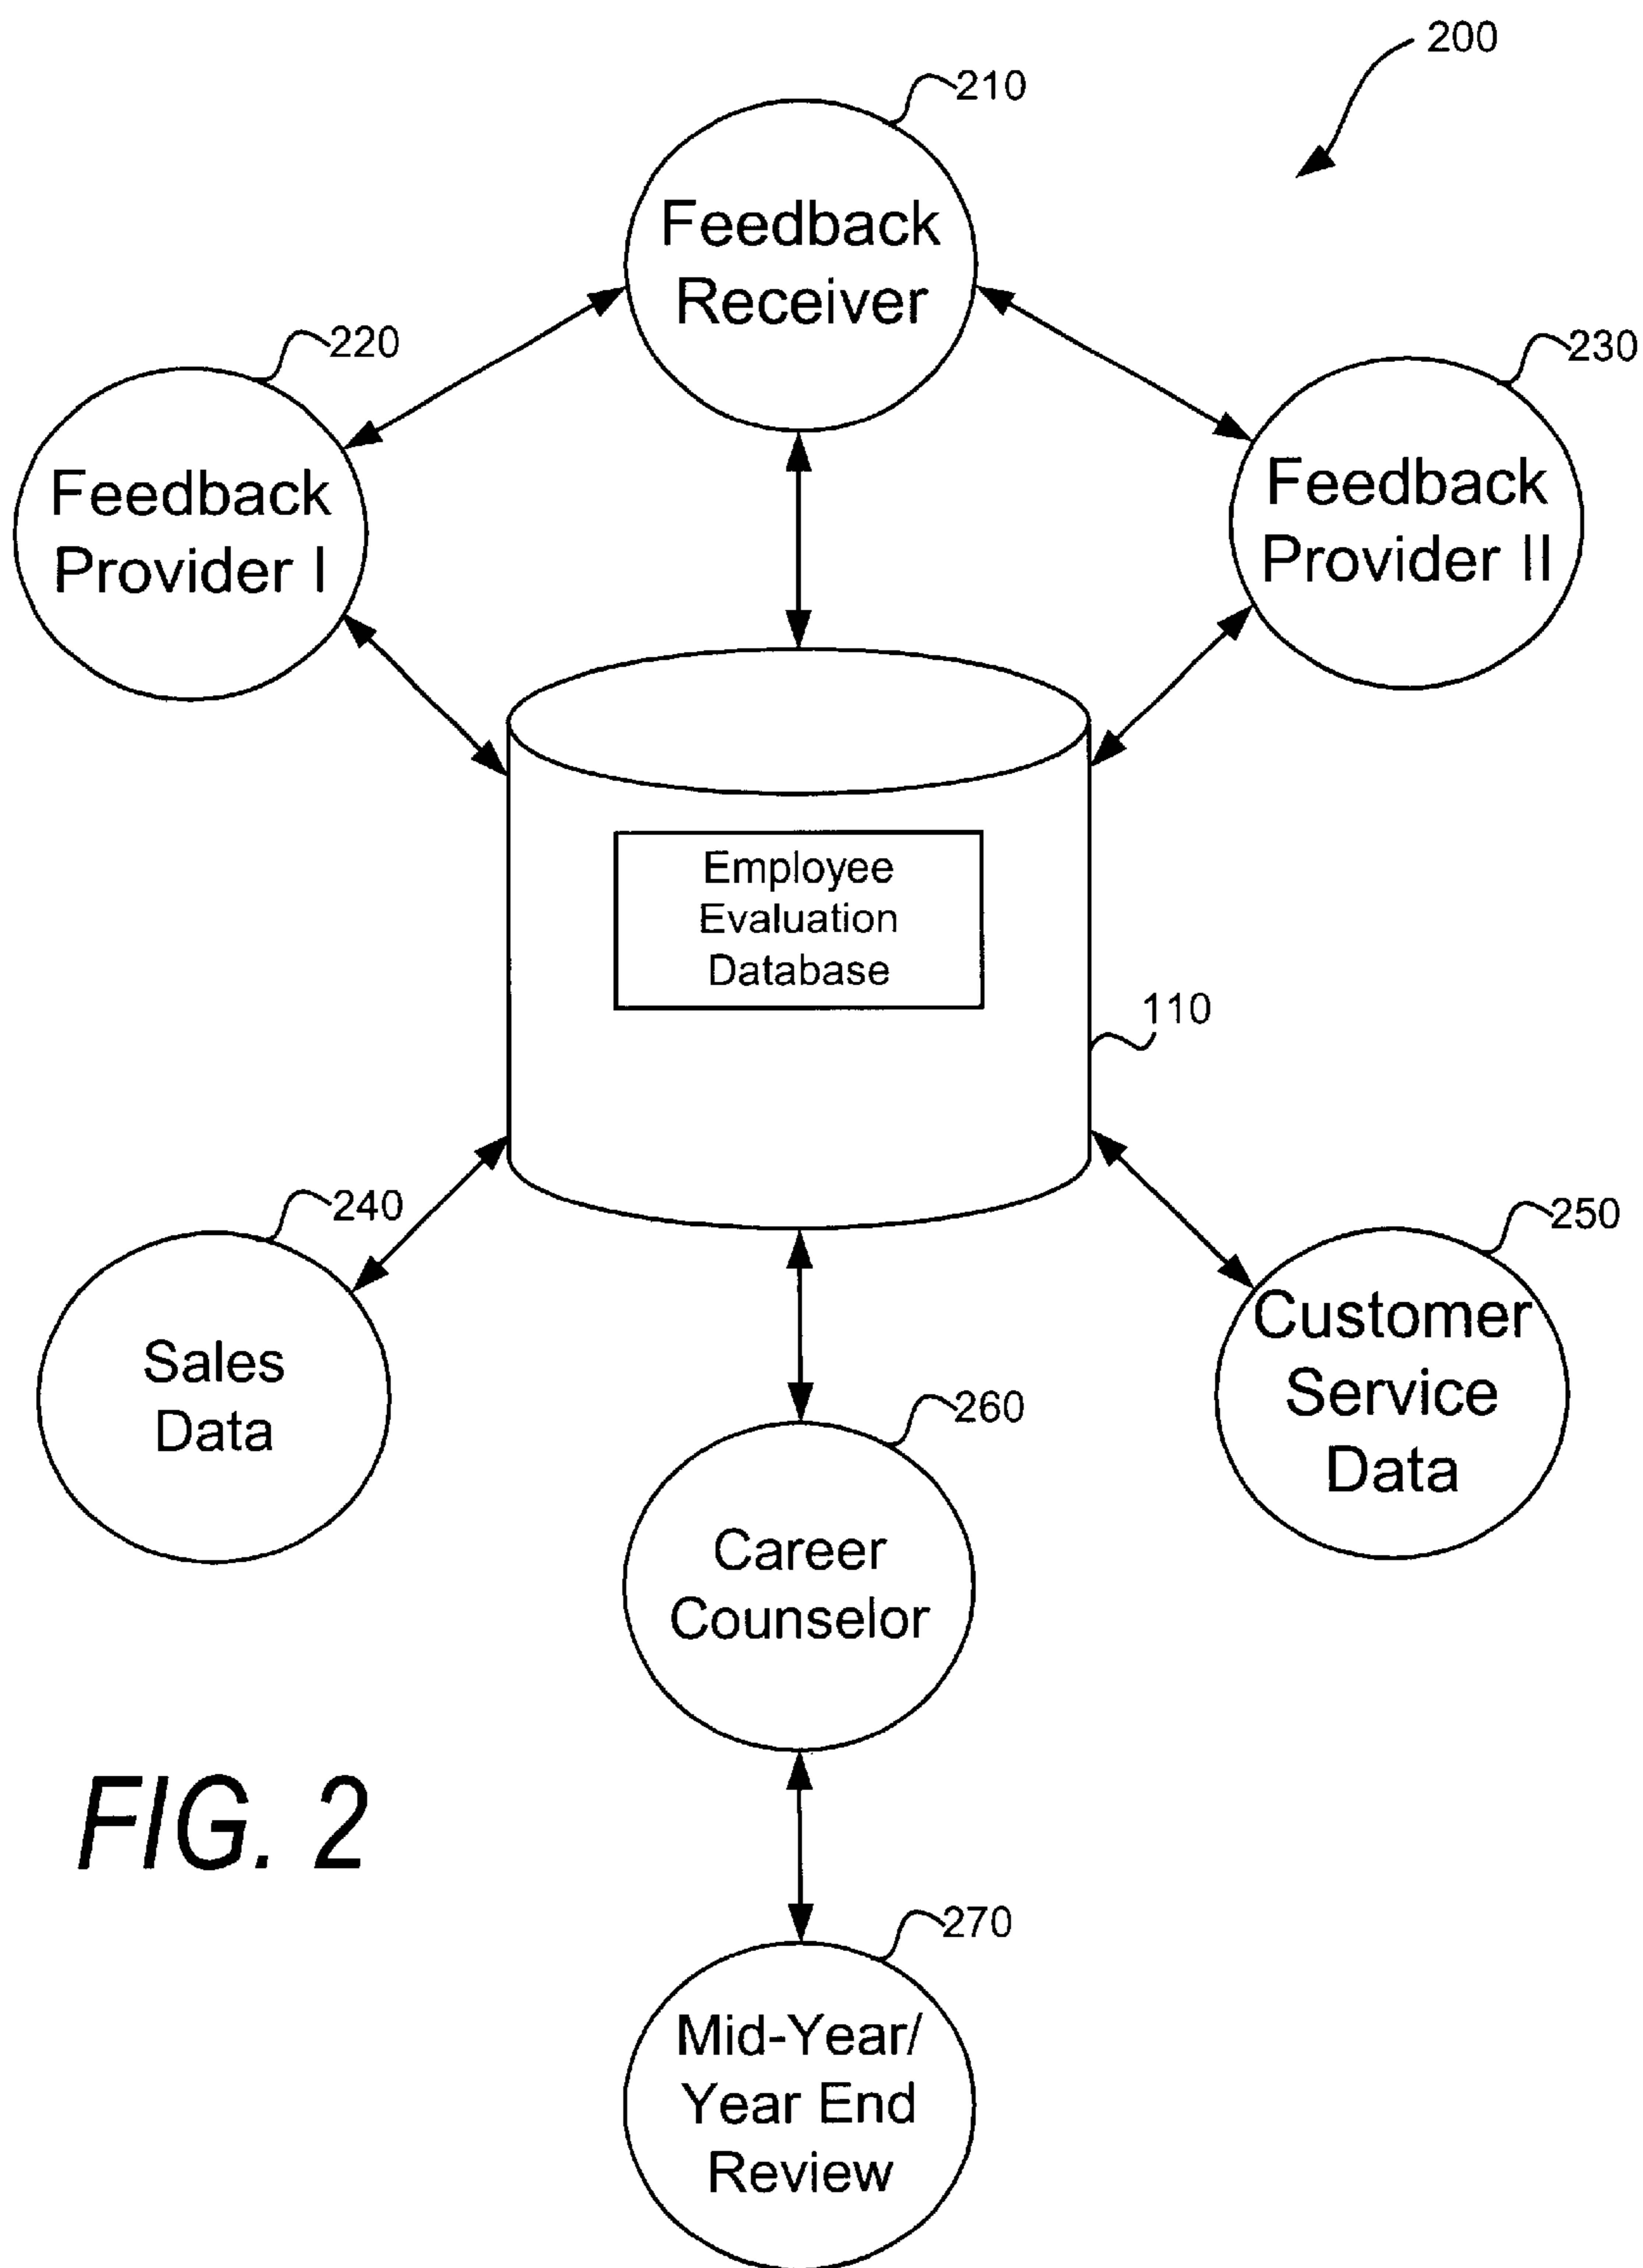 200
210
Feedback
Receiver
220
230
Feedback
Provider I
Feedback
Provider II
Employee
Evaluation
Database
110
240
250
Sales
Data
Customer
Service
Data
260
Career
Counselor
FIG. 2
270
Mid-Year/
Year End
Review